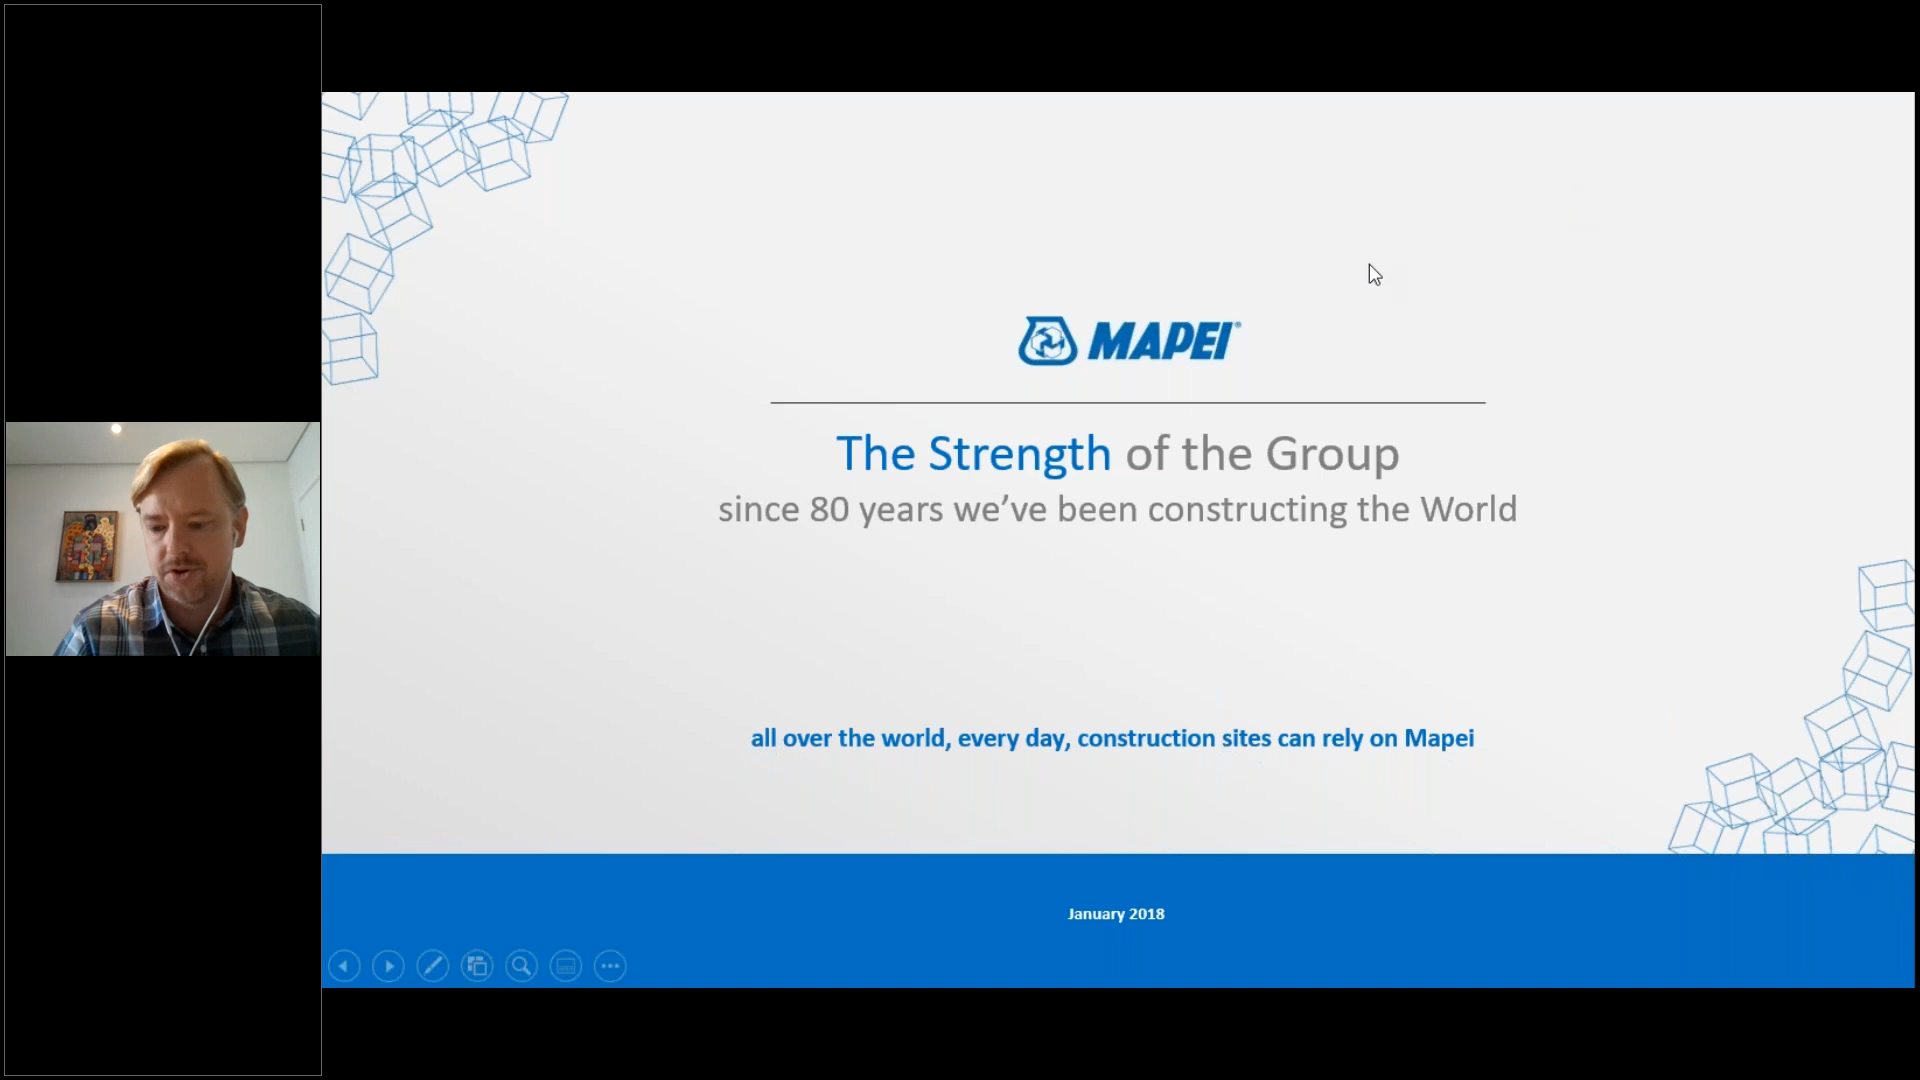 MAPEI®
The Strength of the Group
since 80 years we’ve been constructing the World
all over the world, every day, construction sites can rely on Mapei
January 2018